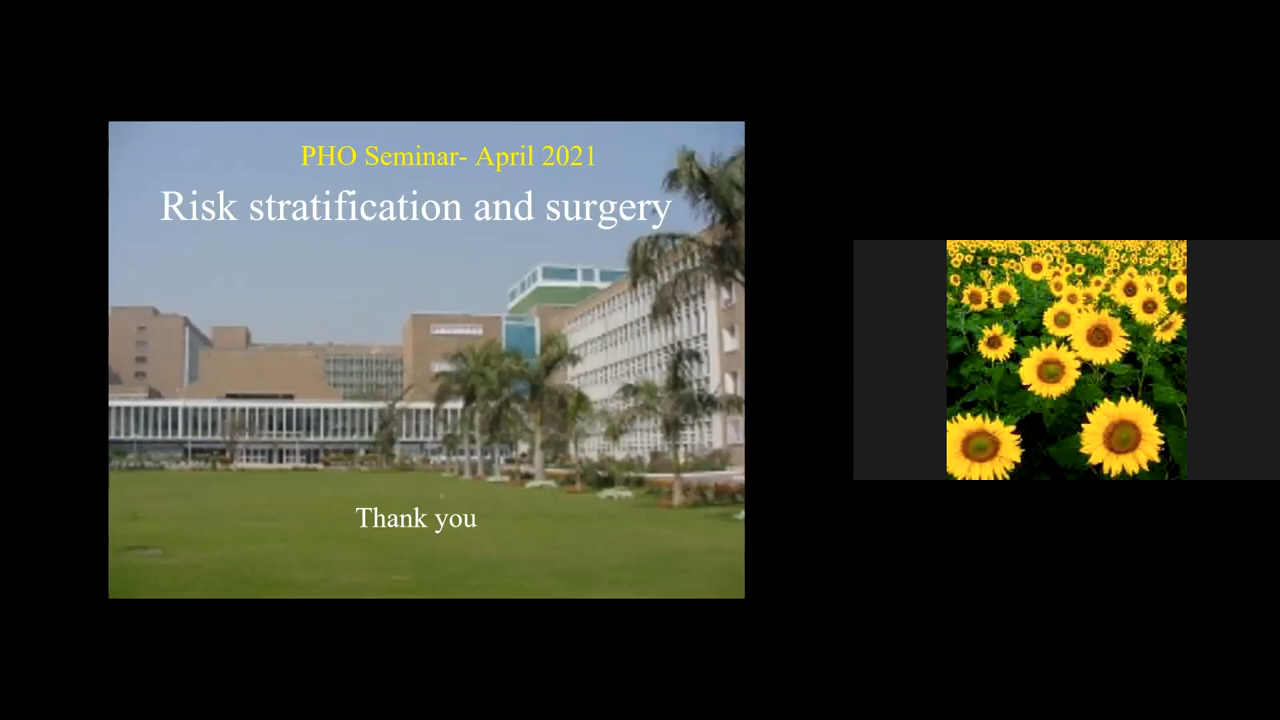 PHO Seminar- April 2021
Risk stratification and surgery
Thank you